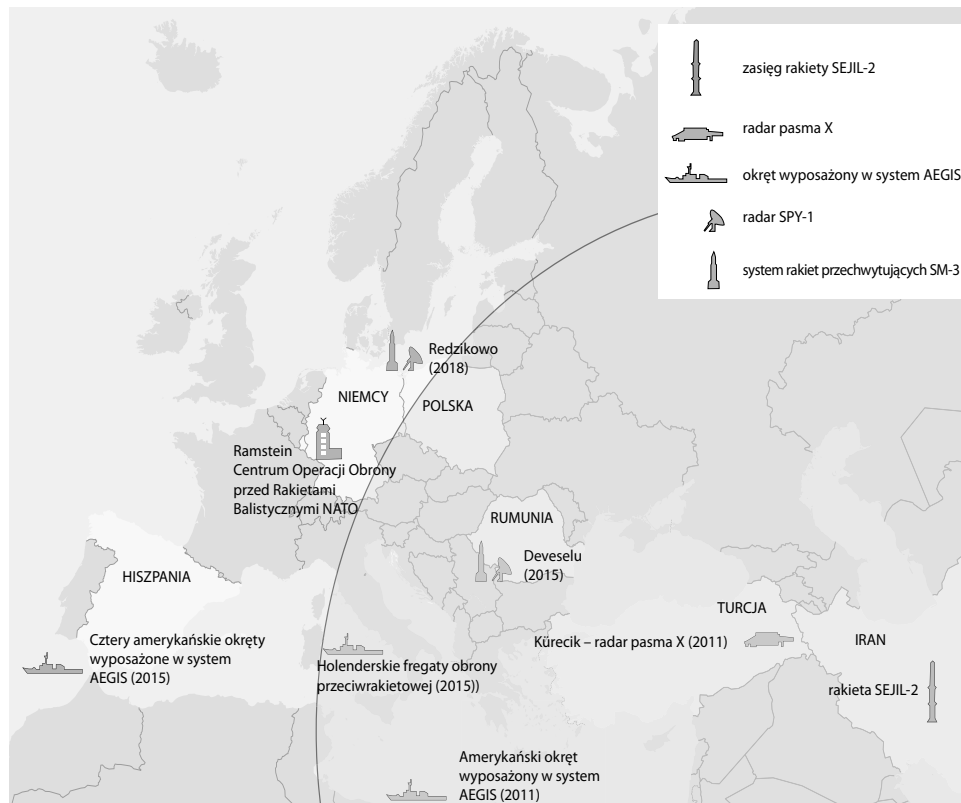 zasięg rakiety SEJIL-2
radar pasma X
okręt wyposażony w system AEGIS
radar SPY-1
system rakiet przechwytujących SM-3
Redzikowo
(2018)
NIEMCY
POLSKA
Ramstein
Centrum Operacji Obrony
przed Rakietami
Balistycznymi NATO
RUMUNIA
Deveselu
(2015)
HISZPANIA
TURCJA
Kürecik – radar pasma X (2011)
IRAN
Cztery amerykańskie okręty
wyposażone w system
AEGIS (2015)
Holenderskie fregaty obrony
przeciwrakietowej (2015))
rakieta SEJIL-2
Amerykański okręt
wyposażony w system
AEGIS (2011)